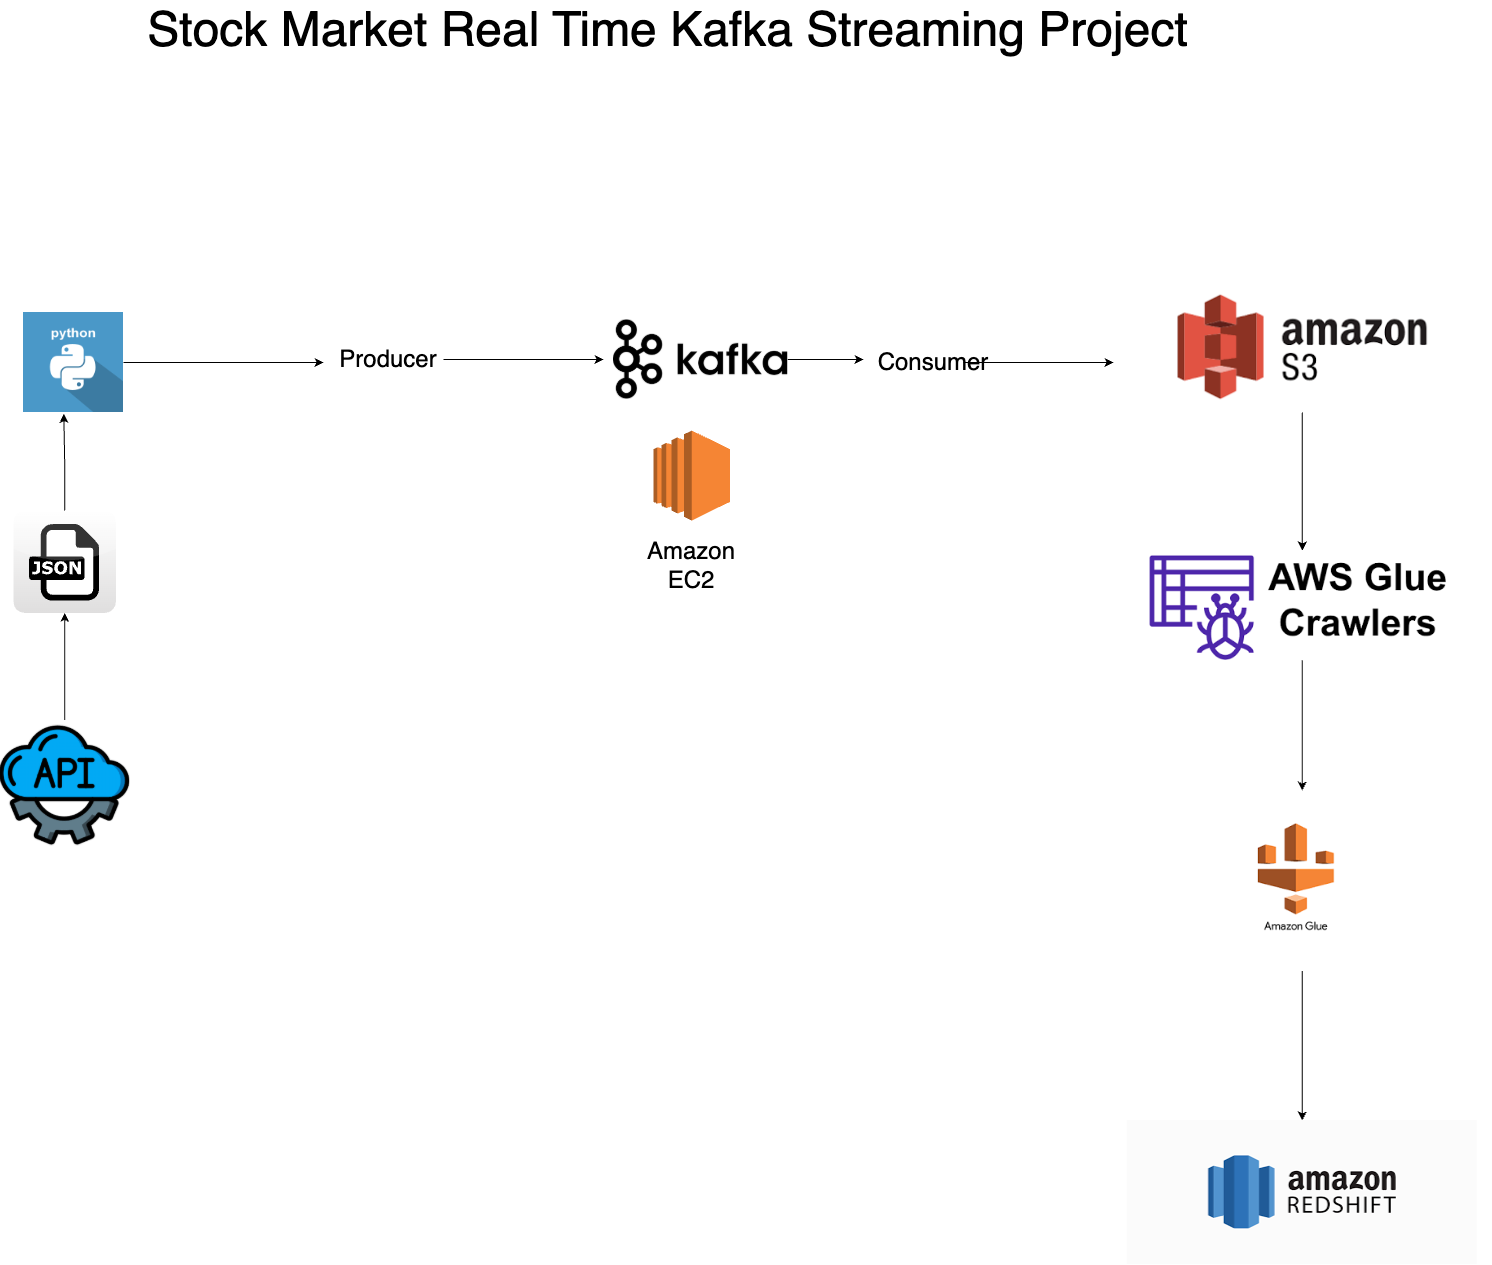 Stock Market Real Time Kafka Streaming Project
python
Producer
kafka
Consumer
amazon
S3
Amazon
EC2
JSON
AWS Glue
Crawlers
API
Amazon Glue
amazon
REDSHIFT